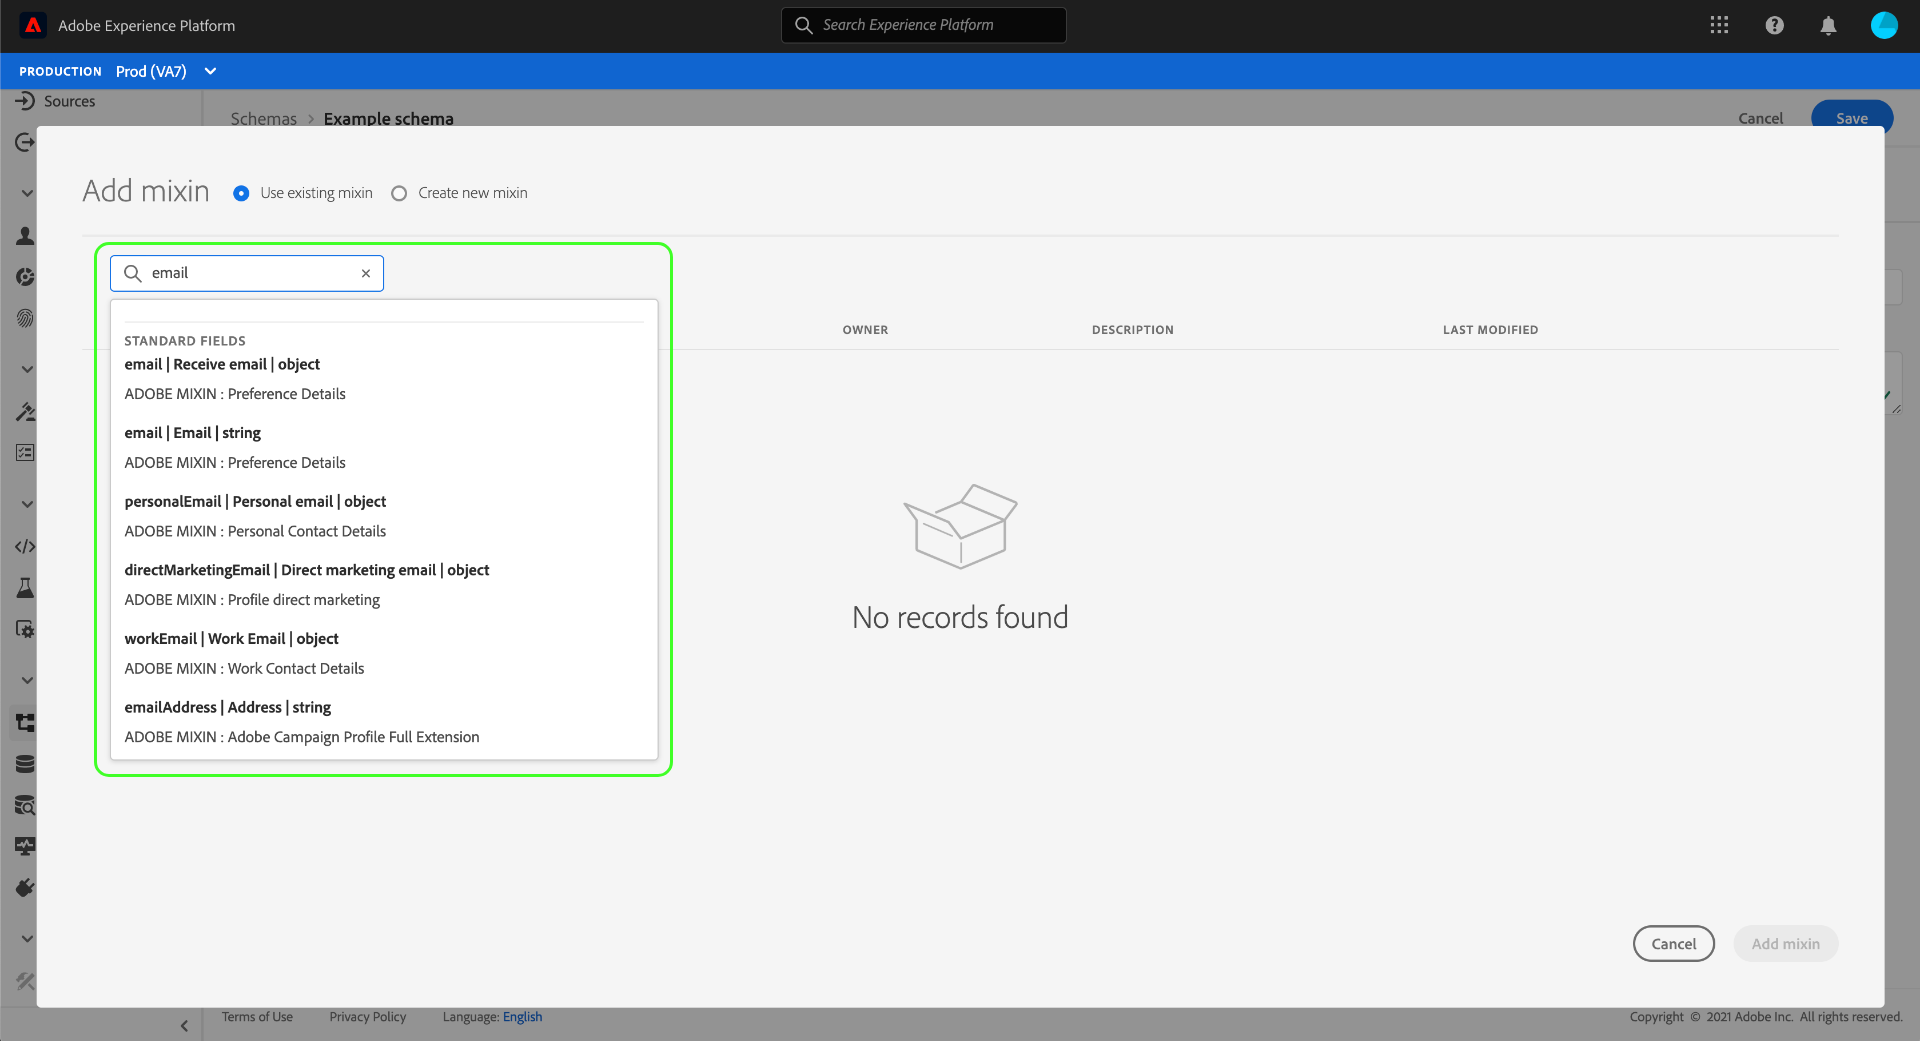 Adobe Experience Platform
Search Experience Platform
PRODUCTION Prod (VA7)
Sources
Schemas > Example schema
Cancel
Save
Add mixin
Use existing mixin
Create new mixin
email
OWNER
DESCRIPTION
LAST MODIFIED
STANDARD FIELDS
email | Receive email | object
ADOBE MIXIN : Preference Details
email | Email | string
ADOBE MIXIN : Preference Details
personalEmail | Personal email | object
ADOBE MIXIN : Personal Contact Details
directMarketingEmail | Direct marketing email | object
ADOBE MIXIN : Profile direct marketing
workEmail | Work Email | object
ADOBE MIXIN : Work Contact Details
emailAddress | Address | string
ADOBE MIXIN : Adobe Campaign Profile Full Extension
No records found
Cancel
Add mixin
Terms of Use
Privacy Policy
Language: English
Copyright © 2021 Adobe Inc. All rights reserved.